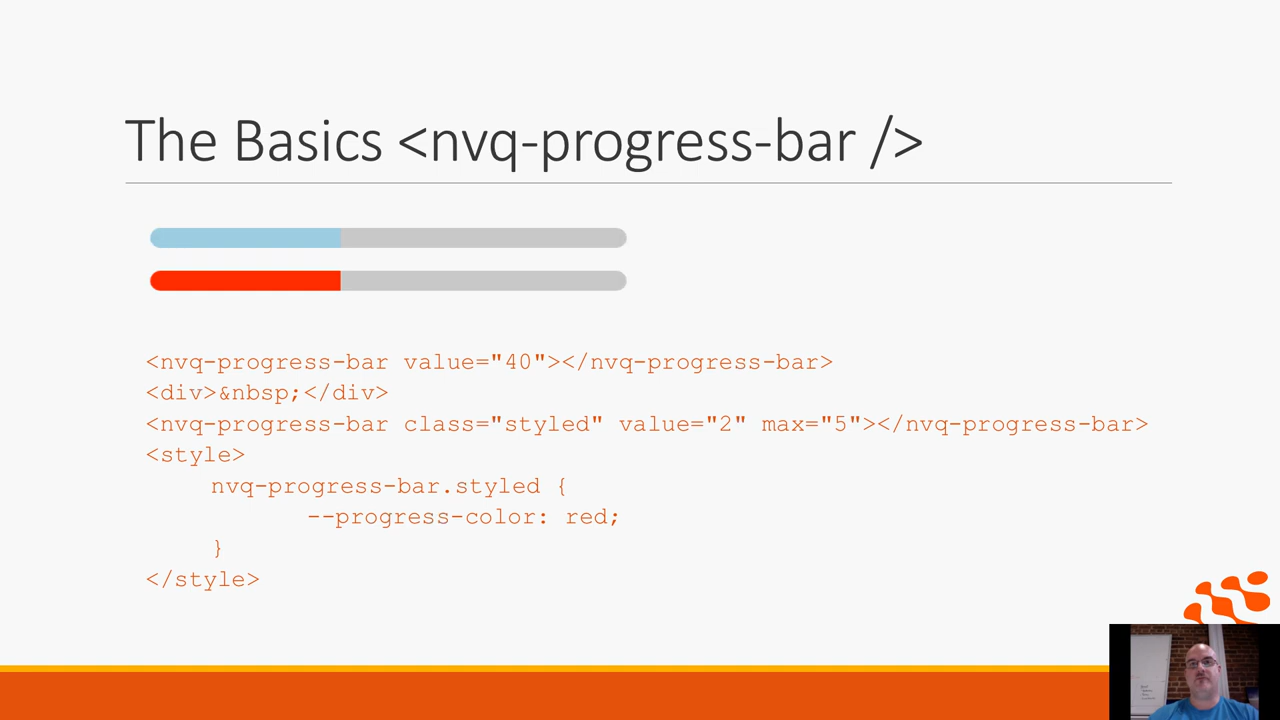 The Basics <nvq-progress-bar />
<nvq-progress-bar value="40"></nvq-progress-bar>
<div>&nbsp;</div>
<nvq-progress-bar class="styled" value="2" max="5"></nvq-progress-bar>
<style>
nvq-progress-bar.styled {
--progress-color: red;
}
</style>